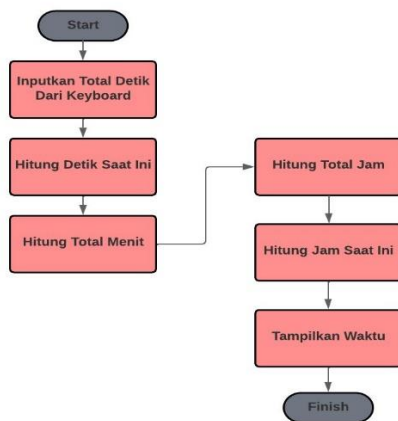 Start
Inputkan Total Detik
Dari Keyboard
Hitung Detik Saat Ini
Hitung Total Menit
Hitung Total Jam
Hitung Jam Saat Ini
Tampilkan Waktu
Finish